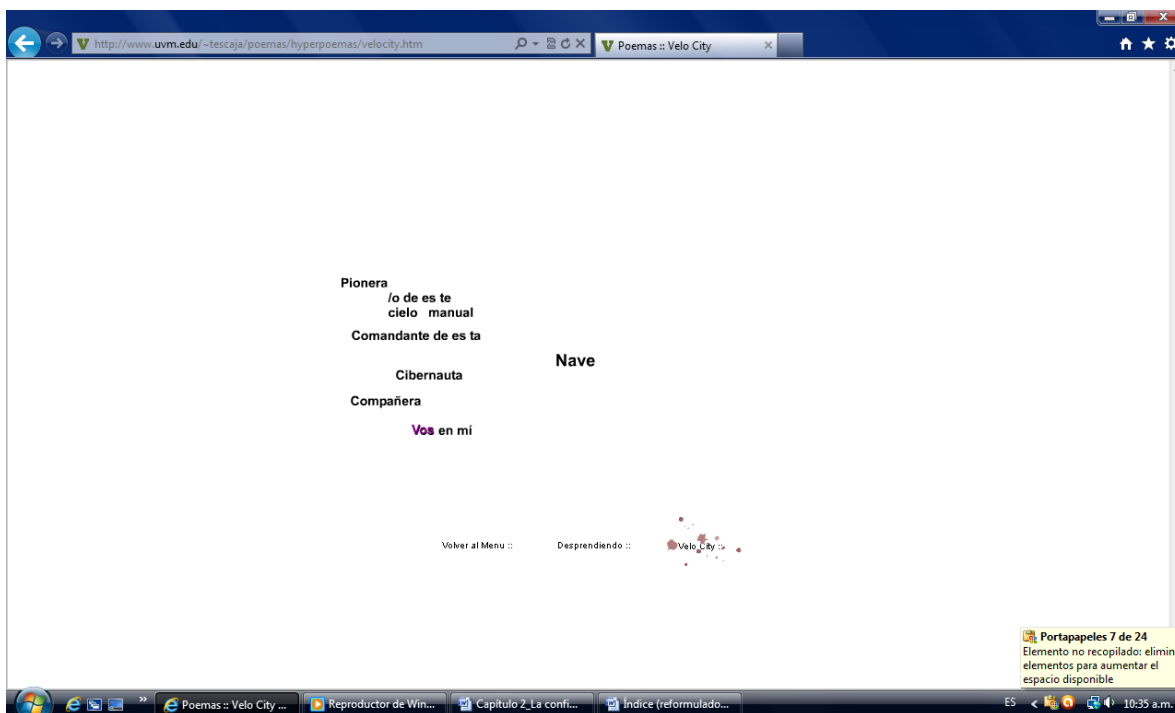 http://www.uvm.edu/~tescaja/poemas/hyperpoemas/velocity.htm
Poemas :: Velo City
Pionera
/o de es te
cielo manual
Comandante de es ta
Nave
Cibernauta
Compañera
Vos en mí
Volver al Menu :: Desprendiendo :: Velo City ::
Portapapeles 7 de 24
Elemento no recopilado: elimin
elementos para aumentar el
espacio disponible
Poemas :: Velo City ... Reproductor de Win... Capitulo 2_La confi... Índice (reformulado... ES 10:35 a.m.